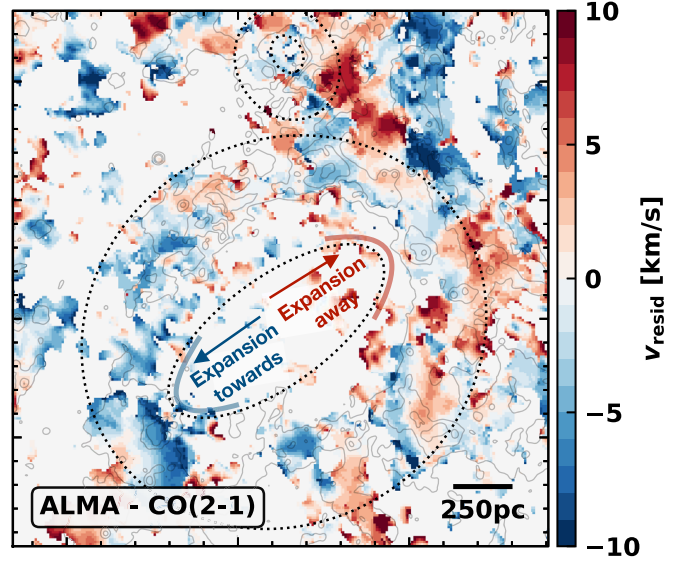 10
5
0
−5
−10
v_resid [km/s]
Expansion
away
Expansion
towards
ALMA - CO(2-1)
250pc